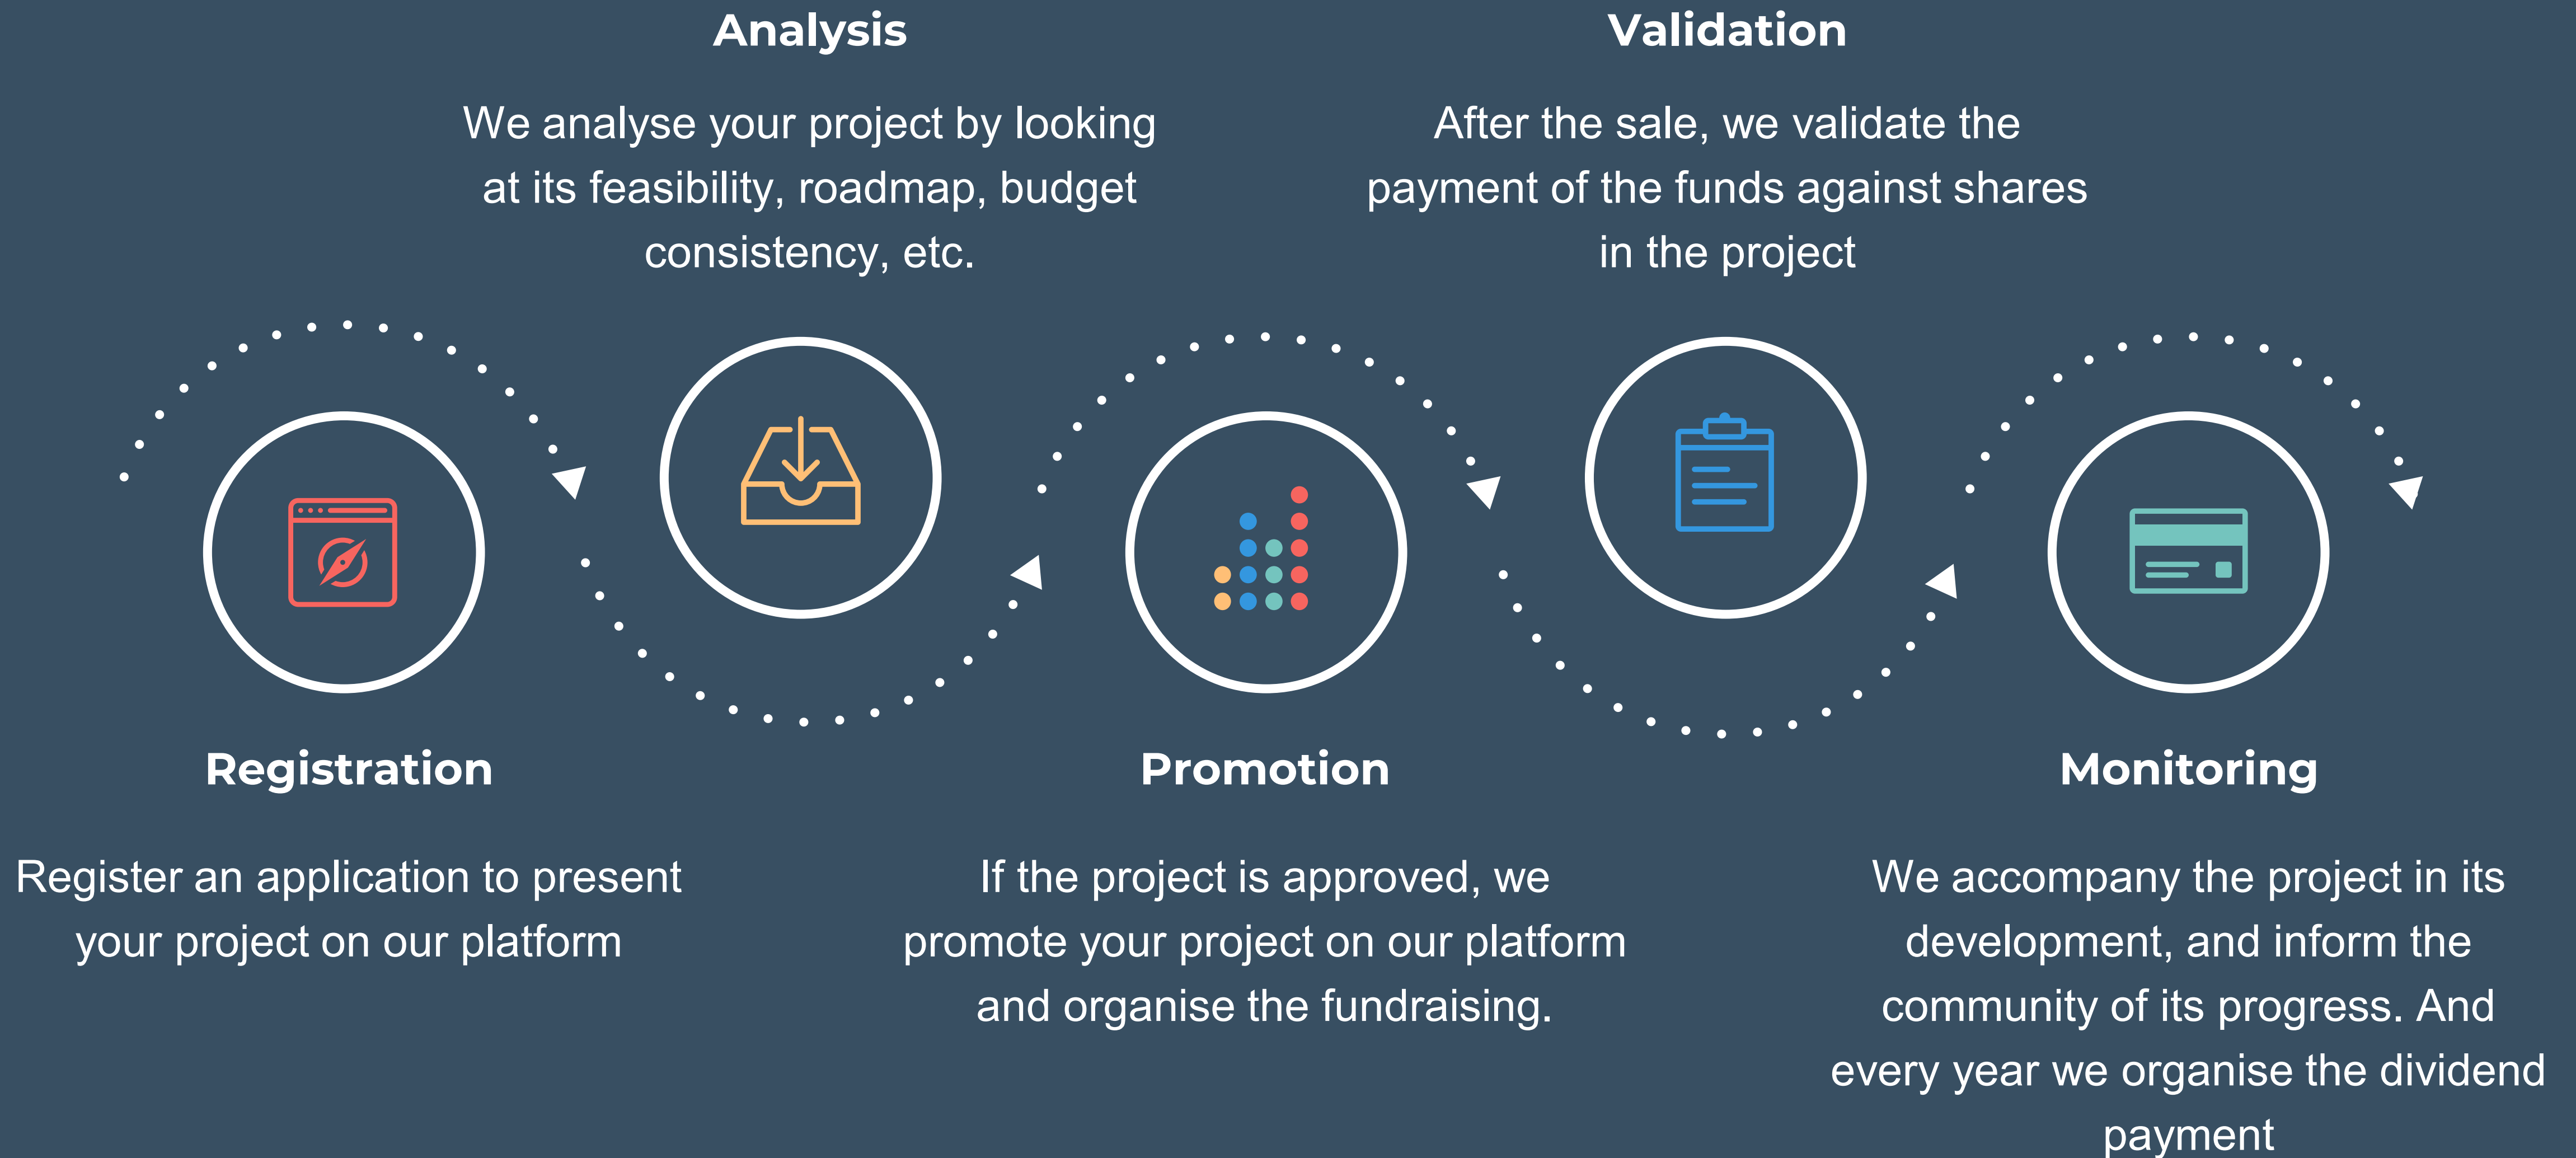 Registration
Register an application to present
your project on our platform
Analysis
We analyse your project by looking
at its feasibility, roadmap, budget
consistency, etc.
Promotion
If the project is approved, we
promote your project on our platform
and organise the fundraising.
Validation
After the sale, we validate the
payment of the funds against shares
in the project
Monitoring
We accompany the project in its
development, and inform the
community of its progress. And
every year we organise the dividend
payment